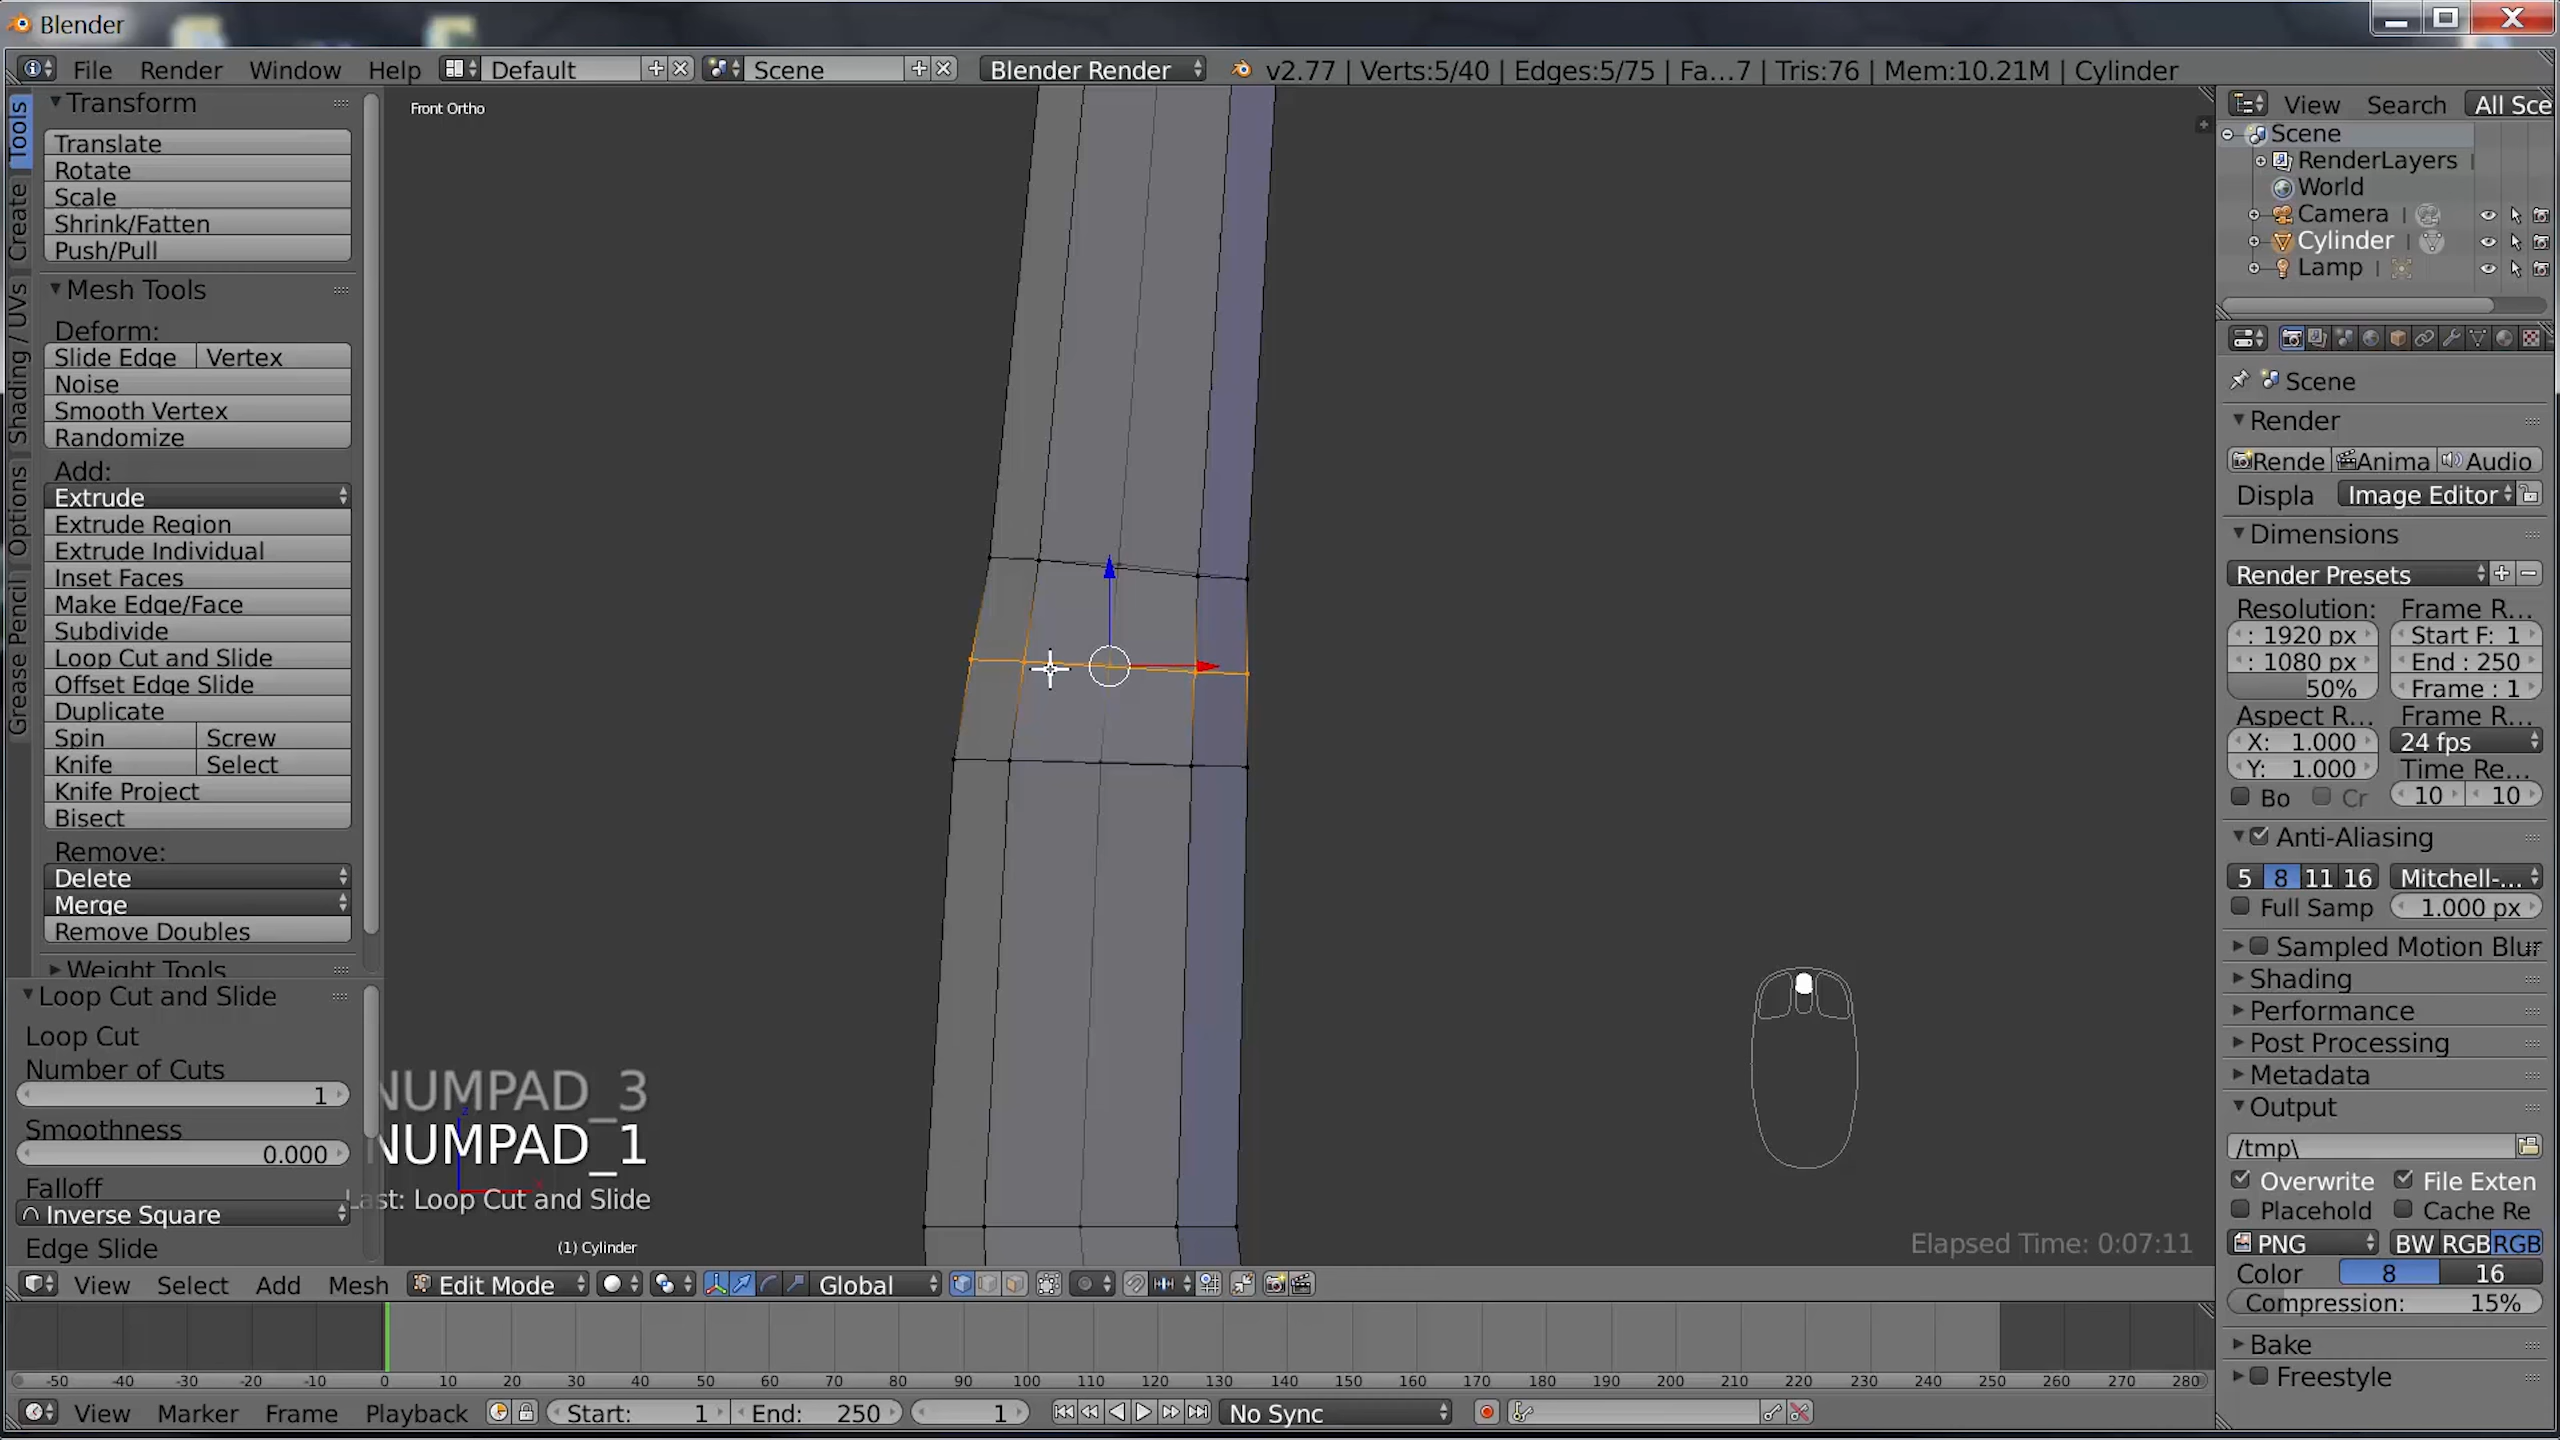 Blender
File Render Window Help Default Scene Blender Render v2.77 | Verts:5/40 | Edges:5/75 | Fa...7 | Tris:76 | Mem:10.21M | Cylinder
Tools
Create
Shading / UVs
Options
Grease Pencil
Transform
Translate
Rotate
Scale
Shrink/Fatten
Push/Pull
Mesh Tools
Deform:
Slide Edge Vertex
Noise
Smooth Vertex
Randomize
Add:
Extrude
Extrude Region
Extrude Individual
Inset Faces
Make Edge/Face
Subdivide
Loop Cut and Slide
Offset Edge Slide
Duplicate
Spin Screw
Knife Select
Knife Project
Bisect
Remove:
Delete
Merge
Remove Doubles
Weight Tools
Loop Cut and Slide
Loop Cut
Number of Cuts
1
Smoothness
0.000
Falloff
Inverse Square
Edge Slide
Front Ortho
NUMPAD_3
NUMPAD_1
Last: Loop Cut and Slide
(1) Cylinder
Elapsed Time: 0:07:11
View Select Add Mesh Edit Mode Global
-50 -40 -30 -20 -10 0 10 20 30 40 50 60 70 80 90 100 110 120 130 140 150 160 170 180 190 200 210 220 230 240 250 260 270 280
View Marker Frame Playback Start: 1 End: 250 1 No Sync
View Search All Sce
Scene
RenderLayers
World
Camera
Cylinder
Lamp
Scene
Render
Rende Anima Audio
Displa Image Editor
Dimensions
Render Presets
Resolution: Frame R...
: 1920 px Start F: 1
: 1080 px End : 250
50% Frame : 1
Aspect R... Frame R...
X: 1.000 24 fps
Y: 1.000 Time Re...
Bo Cr 10 10
Anti-Aliasing
5 8 11 16 Mitchell-...
Full Samp 1.000 px
Sampled Motion Blur
Shading
Performance
Post Processing
Metadata
Output
/tmp\
Overwrite File Exten
Placehold Cache Re
PNG BW RGB RGB
Color 8 16
Compression: 15%
Bake
Freestyle